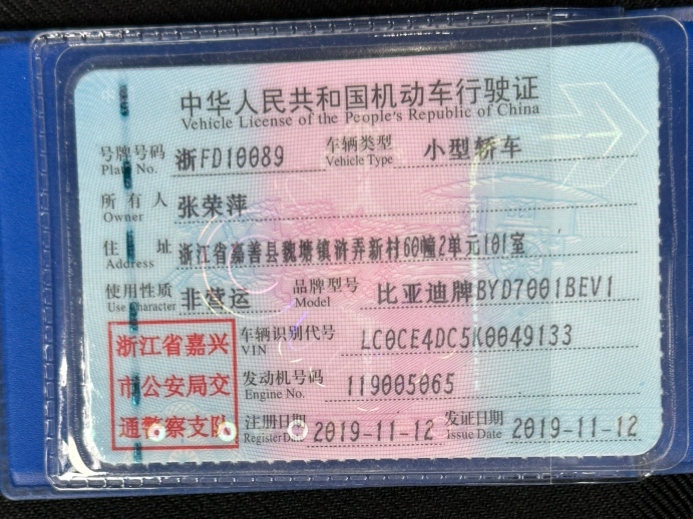 中华人民共和国机动车行驶证
Vehicle License of the People's Republic of China
号牌号码 浙FD10089 车辆类型 小型轿车
Plate No. Vehicle Type
所有人 张荣萍
Owner
住址 浙江省嘉善县魏塘镇浒弄新村60幢2单元101室
Address
使用性质 非营运 品牌型号 比亚迪牌BYD7001BEV1
Use Character Model
浙江省嘉兴
市公安局交
通警察支队
车辆识别代号 LC0CE4DC5K0049133
VIN
发动机号码 119005065
Engine No.
注册日期 2019-11-12 发证日期 2019-11-12
Register Date Issue Date